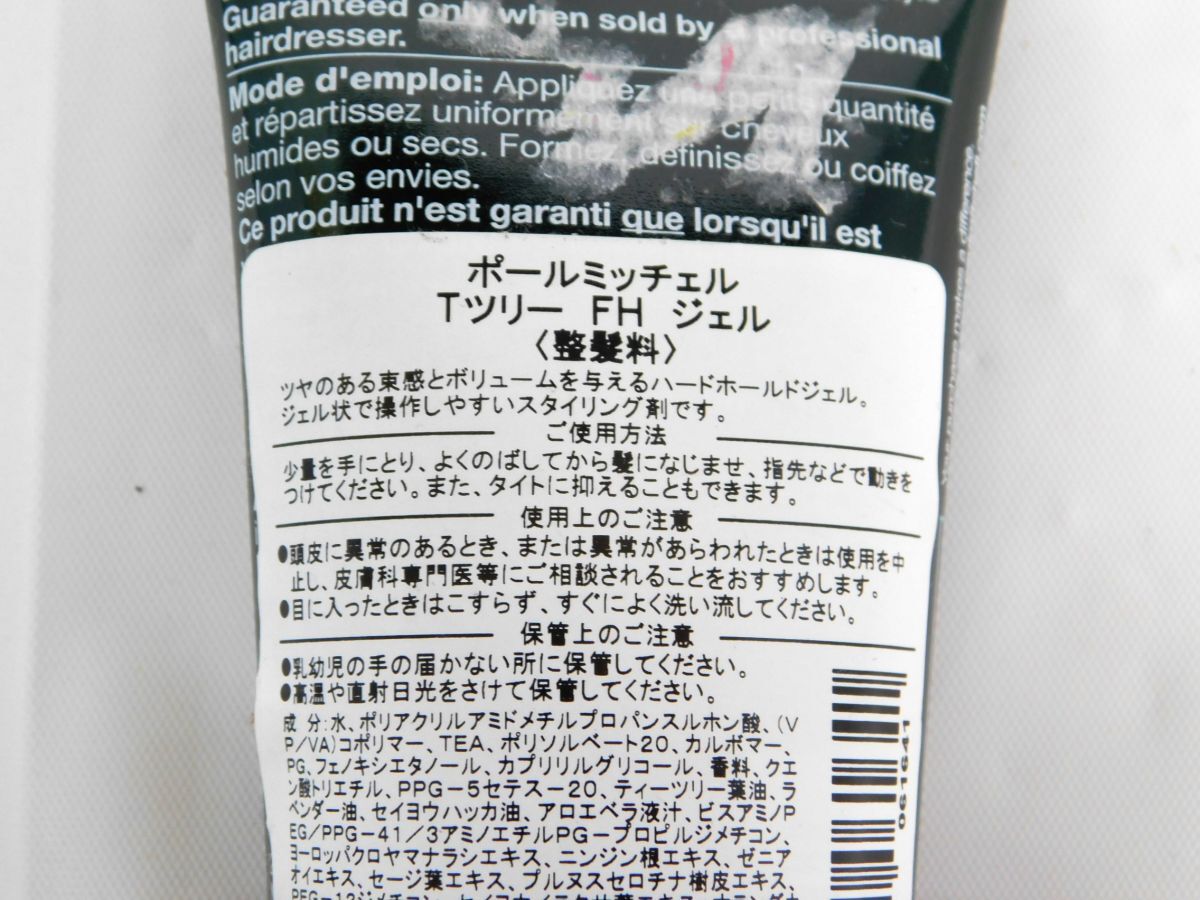 Guaranteed only when sold by a professional
hairdresser.
Mode d'emploi: Appliquez une petite quantité
et répartissez uniformément sur cheveux
humides ou secs. Formez, définissez ou coiffez
selon vos envies.
Ce produit n'est garanti que lorsqu'il est
ポールミッチェル
Tツリー FH ジェル
〈整髪料〉
ツヤのある束感とボリュームを与えるハードホールドジェル。
ジェル状で操作しやすいスタイリング剤です。
ご使用方法
少量を手にとり、よくのばしてから髪になじませ、指先などで動きを
つけてください。また、タイトに抑えることもできます。
使用上のご注意
●頭皮に異常のあるとき、または異常があらわれたときは使用を中
止し、皮膚科専門医等にご相談されることをおすすめします。
●目に入ったときはこすらず、すぐによく洗い流してください。
保管上のご注意
●乳幼児の手の届かない所に保管してください。
●高温や直射日光をさけて保管してください。
成分:水、ポリアクリルアミドメチルプロパンスルホン酸、(V
P/VA)コポリマー、TEA、ポリソルベート20、カルボマー、
PG、フェノキシエタノール、カプリリルグリコール、香料、クエ
ン酸トリエチル、PPG-5セテス-20、ティーツリー葉油、ラ
ベンダー油、セイヨウハッカ油、アロエベラ液汁、ビスアミノP
EG/PPG-41/3アミノエチルPG-プロピルジメチコン、
ヨーロッパクロヤマナラシエキス、ニンジン根エキス、ゼニア
オイエキス、セージ葉エキス、プルヌスセロチナ樹皮エキス、
PEG-12ジメチコン、
makes a difference.